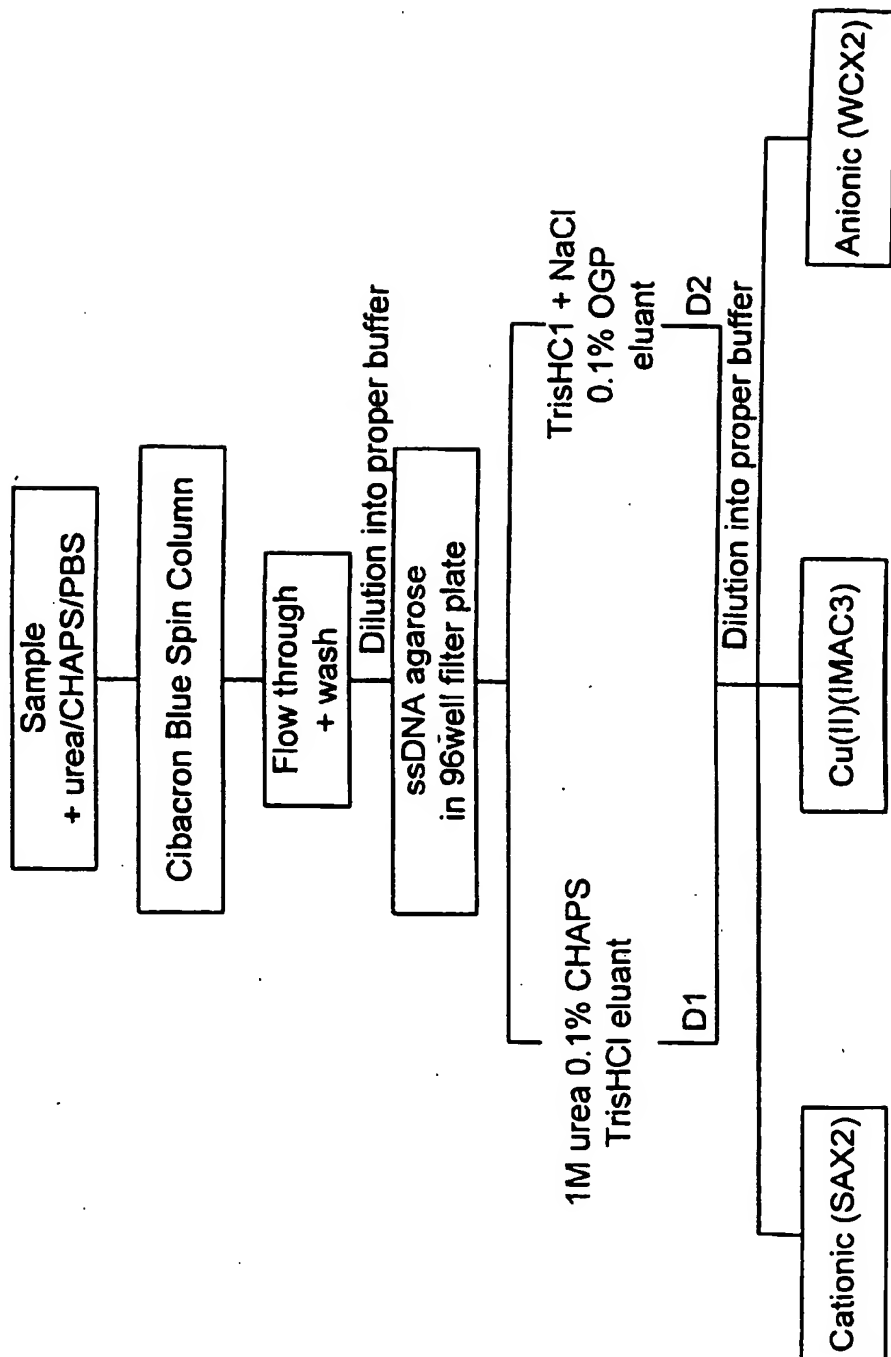 Sample
+ urea/CHAPS/PBS
Cibacron Blue Spin Column
Flow through
+ wash
Dilution into proper buffer
ssDNA agarose
in 96well filter plate
1M urea 0.1% CHAPS
TrisHCl eluant
D1
TrisHC1 + NaCl
0.1% OGP
eluant
D2
Dilution into proper buffer
Cationic (SAX2)
Cu(II)(IMAC3)
Anionic (WCX2)